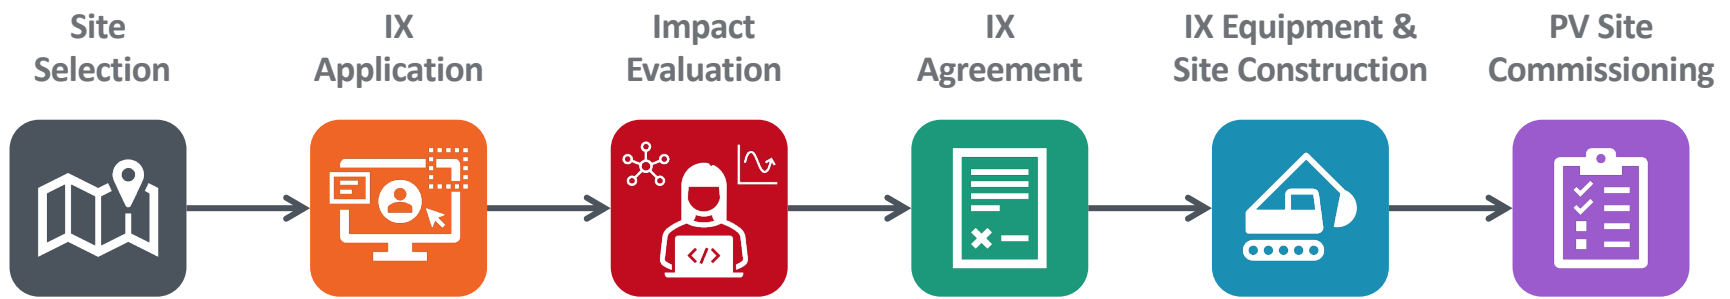 Site
Selection
IX
Application
Impact
Evaluation
IX
Agreement
IX Equipment &
Site Construction
PV Site
Commissioning
</>